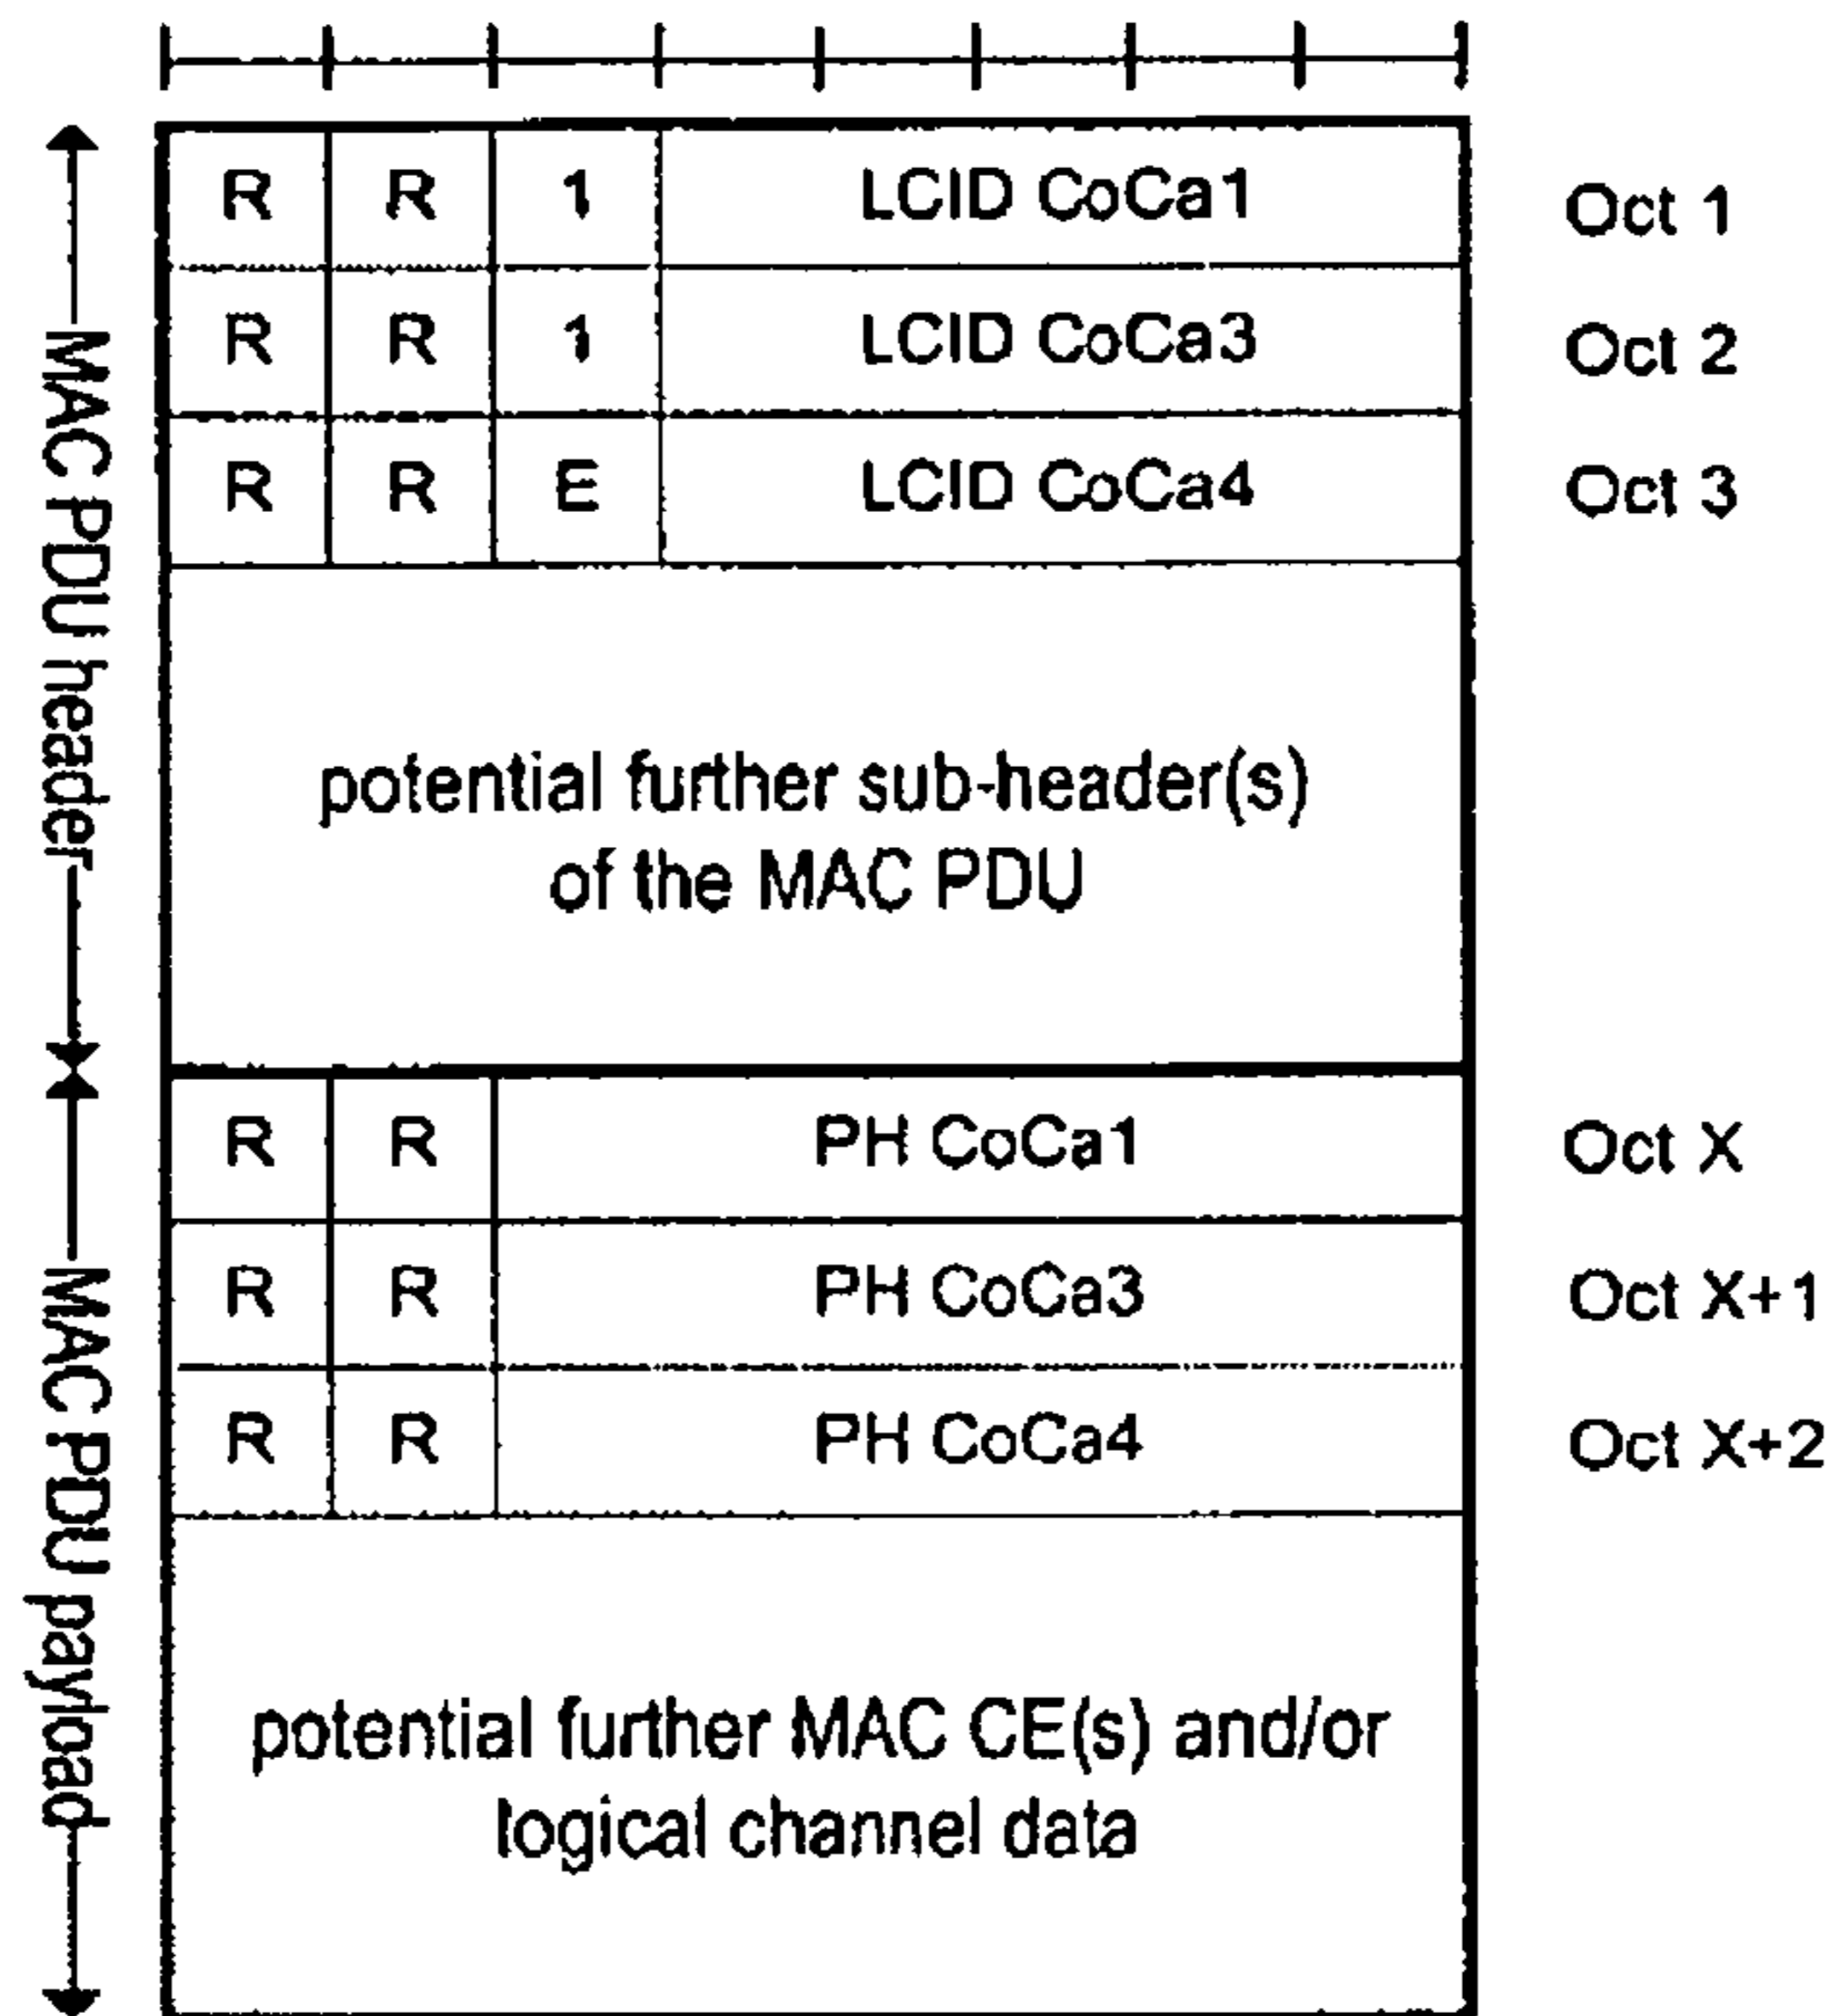 R R 1 LCID CoCa1 Oct 1
R R 1 LCID CoCa3 Oct 2
R R E LCID CoCa4 Oct 3
MAC PDU header
potential further sub-header(s)
of the MAC PDU
R R PH CoCa1 Oct X
R R PH CoCa3 Oct X+1
R R PH CoCa4 Oct X+2
MAC PDU payload
potential further MAC CE(s) and/or
logical channel data